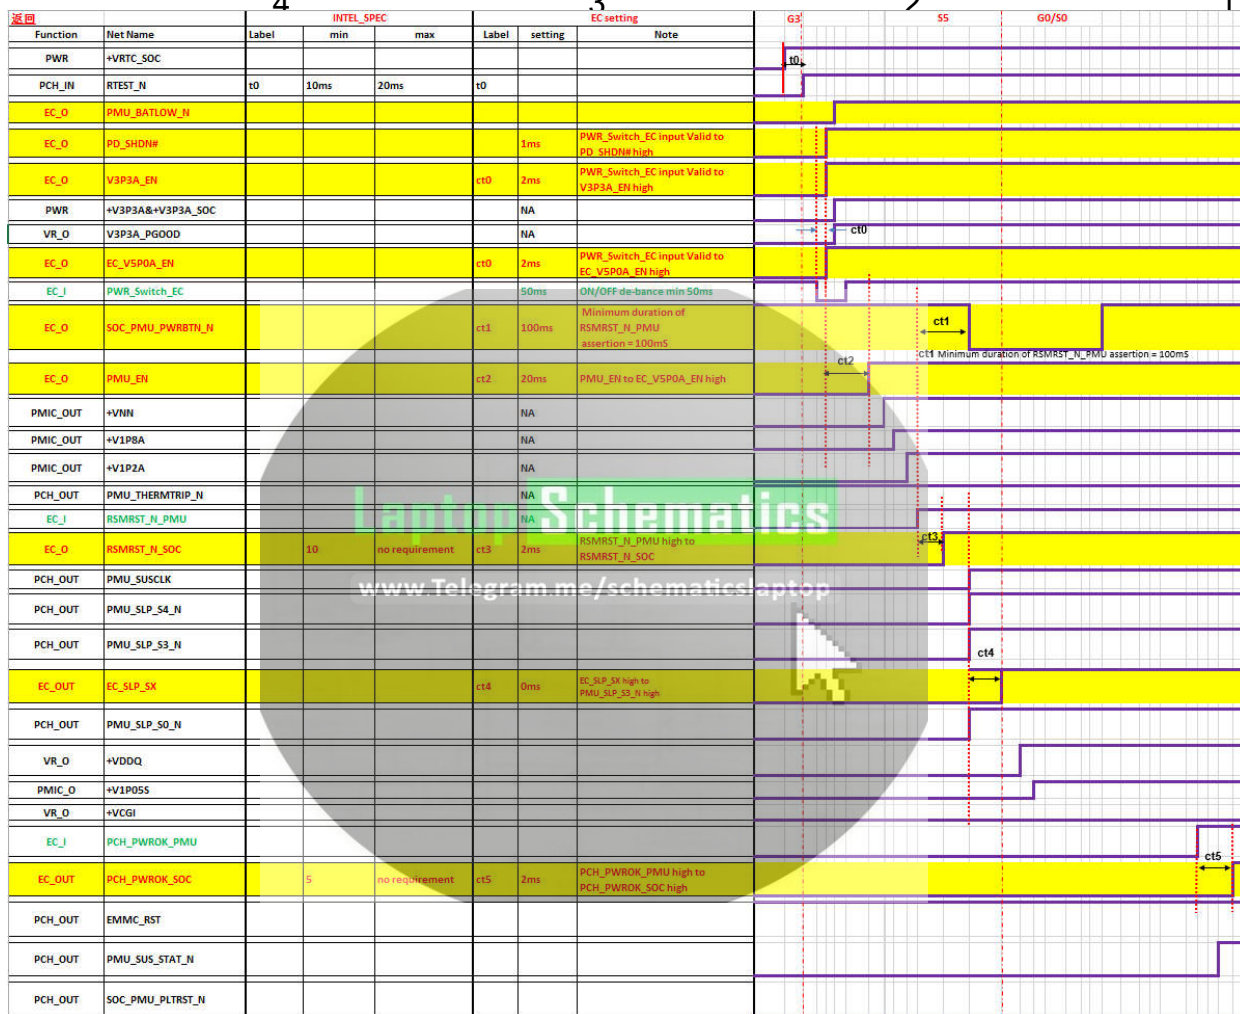 4 3 2 1
返回 INTEL_SPEC EC setting G3 S5 G0/S0
Function Net Name Label min max Label setting Note
PWR +VRTC_SOC
t0
PCH_IN RTEST_N t0 10ms 20ms t0
EC_O PMU_BATLOW_N
EC_O PD_SHDN# 1ms PWR_Switch_EC input Valid to
PD_SHDN# high
EC_O V3P3A_EN ct0 2ms PWR_Switch_EC input Valid to
V3P3A_EN high
PWR +V3P3A&+V3P3A_SOC NA
VR_O V3P3A_PGOOD NA ct0
EC_O EC_V5P0A_EN ct0 2ms PWR_Switch_EC input Valid to
EC_V5P0A_EN high
EC_I PWR_Switch_EC 50ms ON/OFF de-bance min 50ms
EC_O SOC_PMU_PWRBTN_N ct1 100ms Minimum duration of
RSMRST_N_PMU
assertion = 100mS
ct1
Ct1 Minimum duration of RSMRST_N_PMU assertion = 100mS
ct2
EC_O PMU_EN ct2 20ms PMU_EN to EC_V5P0A_EN high
PMIC_OUT +VNN NA
PMIC_OUT +V1P8A NA
PMIC_OUT +V1P2A NA
PCH_OUT PMU_THERMTRIP_N NA
Laptop Schematics
EC_I RSMRST_N_PMU NA
EC_O RSMRST_N_SOC 10 no requirement ct3 2ms RSMRST_N_PMU high to
RSMRST_N_SOC
ct3
PCH_OUT PMU_SUSCLK
www.Telegram.me/schematicslaptop
PCH_OUT PMU_SLP_S4_N
PCH_OUT PMU_SLP_S3_N
ct4
EC_OUT EC_SLP_SX ct4 0ms EC_SLP_SX high to
PMU_SLP_S3_N high
PCH_OUT PMU_SLP_S0_N
VR_O +VDDQ
PMIC_O +V1P05S
VR_O +VCGI
EC_I PCH_PWROK_PMU
ct5
EC_OUT PCH_PWROK_SOC 5 no requirement ct5 2ms PCH_PWROK_PMU high to
PCH_PWROK_SOC high
PCH_OUT EMMC_RST
PCH_OUT PMU_SUS_STAT_N
PCH_OUT SOC_PMU_PLTRST_N